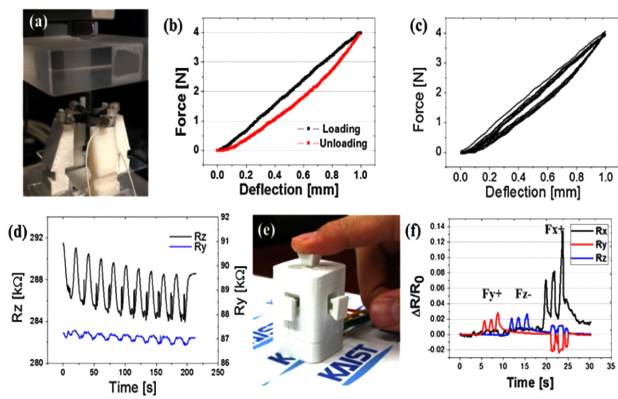 (a)
(b)
Force [N]
4
3
2
1
0
Loading
Unloading
0.0 0.2 0.4 0.6 0.8 1.0
Deflection [mm]
(c)
Force [N]
4
3
2
1
0
0.0 0.2 0.4 0.6 0.8 1.0
Deflection [mm]
(d)
Rz [kΩ]
292
288
284
280
Rz
Ry
92
91
90
89
88
87
86
Ry [kΩ]
0 50 100 150 200
Time [s]
(e)
KAIST
KAIST
(f)
ΔR/R0
0.14
0.12
0.10
0.08
0.06
0.04
0.02
0.00
-0.02
Fy+
Fz-
Fx+
Rx
Ry
Rz
0 5 10 15 20 25 30
Time [s]